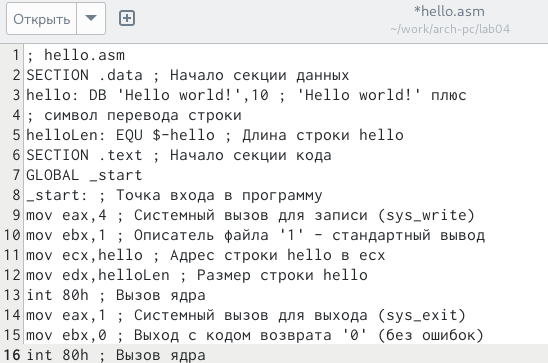 Открыть
*hello.asm
~/work/arch-pc/lab04
1 ; hello.asm
2 SECTION .data ; Начало секции данных
3 hello: DB 'Hello world!',10 ; 'Hello world!' плюс
4 ; символ перевода строки
5 helloLen: EQU $-hello ; Длина строки hello
6 SECTION .text ; Начало секции кода
7 GLOBAL _start
8 _start: ; Точка входа в программу
9 mov eax,4 ; Системный вызов для записи (sys_write)
10 mov ebx,1 ; Описатель файла '1' - стандартный вывод
11 mov ecx,hello ; Адрес строки hello в ecx
12 mov edx,helloLen ; Размер строки hello
13 int 80h ; Вызов ядра
14 mov eax,1 ; Системный вызов для выхода (sys_exit)
15 mov ebx,0 ; Выход с кодом возврата '0' (без ошибок)
16 int 80h ; Вызов ядра